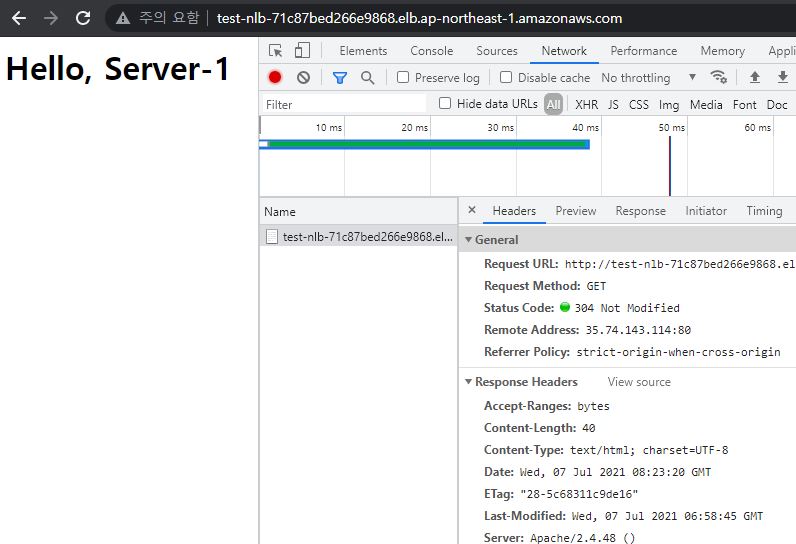 주의 요함 test-nlb-71c87bed266e9868.elb.ap-northeast-1.amazonaws.com
Hello, Server-1
Elements Console Sources Network Performance Memory Appli
Preserve log Disable cache No throttling
Filter Hide data URLs All XHR JS CSS Img Media Font Doc
10 ms 20 ms 30 ms 40 ms 50 ms 60 ms
Name
test-nlb-71c87bed266e9868.el...
Headers Preview Response Initiator Timing
General
Request URL: http://test-nlb-71c87bed266e9868.el
Request Method: GET
Status Code: 304 Not Modified
Remote Address: 35.74.143.114:80
Referrer Policy: strict-origin-when-cross-origin
Response Headers View source
Accept-Ranges: bytes
Content-Length: 40
Content-Type: text/html; charset=UTF-8
Date: Wed, 07 Jul 2021 08:23:20 GMT
ETag: "28-5c68311c9de16"
Last-Modified: Wed, 07 Jul 2021 06:58:45 GMT
Server: Apache/2.4.48 ()